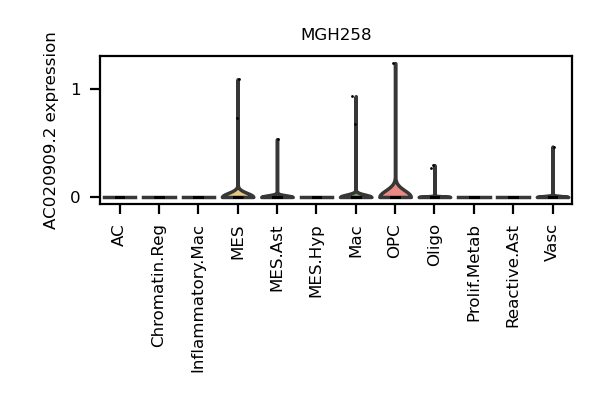 MGH258
AC020909.2 expression
1
0
AC
Chromatin.Reg
Inflammatory.Mac
MES
MES.Ast
MES.Hyp
Mac
OPC
Oligo
Prolif.Metab
Reactive.Ast
Vasc